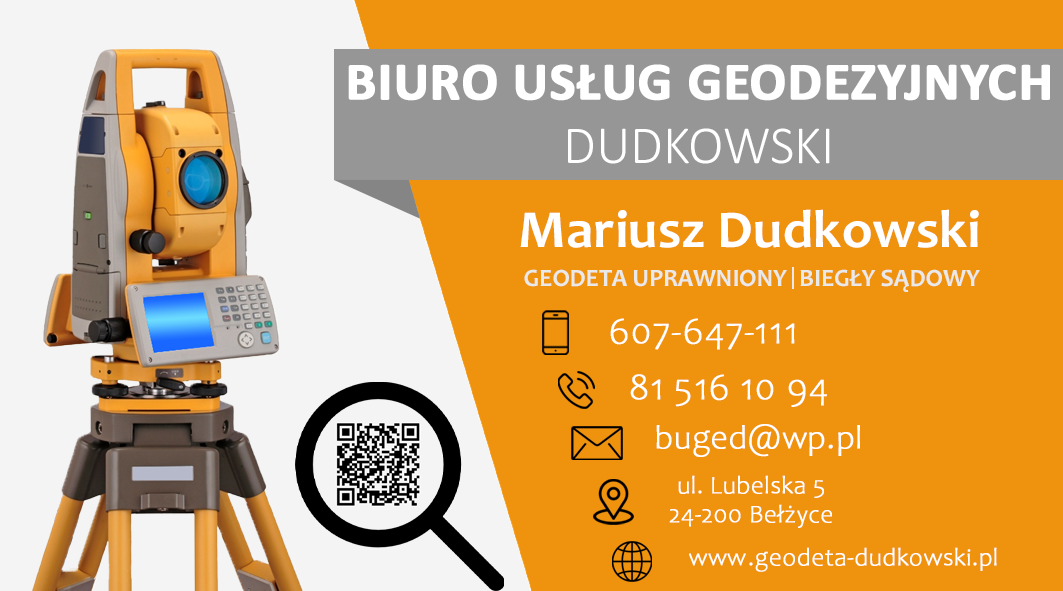 BIURO USŁUG GEODEZYJNYCH
DUDKOWSKI
Mariusz Dudkowski
GEODETA UPRAWNIONY|BIEGŁY SĄDOWY
607-647-111
81 516 10 94
buged@wp.pl
ul. Lubelska 5
24-200 Bełżyce
www.geodeta-dudkowski.pl